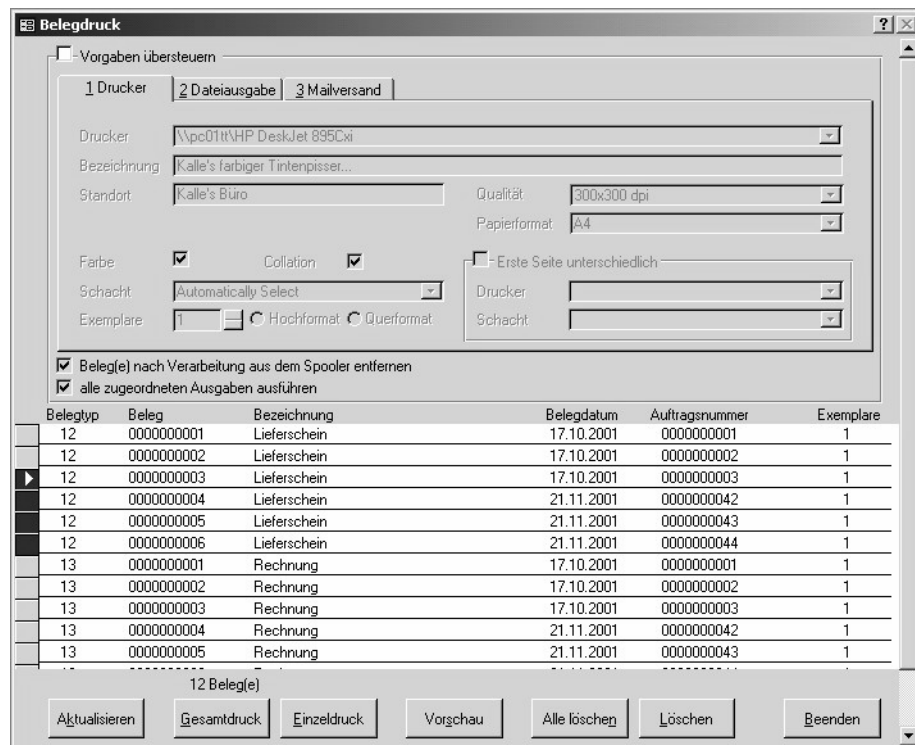 Belegdruck
Vorgaben übersteuern
1 Drucker 2 Dateiausgabe 3 Mailversand
Drucker \\pc01tt\HP DeskJet 895Cxi
Bezeichnung Kalle's farbiger Tintenpisser...
Standort Kalle's Büro Qualität 300x300 dpi
Papierformat A4
Farbe Collation Erste Seite unterschiedlich
Schacht Automatically Select Drucker
Exemplare 1 Hochformat Querformat Schacht
Beleg(e) nach Verarbeitung aus dem Spooler entfernen
alle zugeordneten Ausgaben ausführen
Belegtyp Beleg Bezeichnung Belegdatum Auftragsnummer Exemplare
12 0000000001 Lieferschein 17.10.2001 0000000001 1
12 0000000002 Lieferschein 17.10.2001 0000000002 1
12 0000000003 Lieferschein 17.10.2001 0000000003 1
12 0000000004 Lieferschein 21.11.2001 0000000042 1
12 0000000005 Lieferschein 21.11.2001 0000000043 1
12 0000000006 Lieferschein 21.11.2001 0000000044 1
13 0000000001 Rechnung 17.10.2001 0000000001 1
13 0000000002 Rechnung 17.10.2001 0000000002 1
13 0000000003 Rechnung 17.10.2001 0000000003 1
13 0000000004 Rechnung 21.11.2001 0000000042 1
13 0000000005 Rechnung 21.11.2001 0000000043 1
12 Beleg(e)
Aktualisieren Gesamtdruck Einzeldruck Vorschau Alle löschen Löschen Beenden